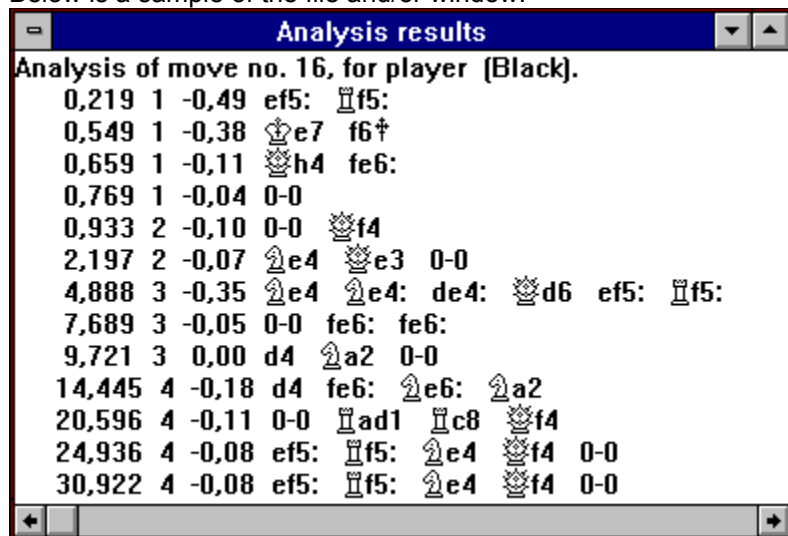 Below is a sample of the file and/or window:
Analysis results
Analysis of move no. 16, for player (Black).
0,219 1 -0,49 ef5: ♖f5:
0,549 1 -0,38 ♔e7 f6†
0,659 1 -0,11 ♕h4 fe6:
0,769 1 -0,04 0-0
0,933 2 -0,10 0-0 ♕f4
2,197 2 -0,07 ♘e4 ♕e3 0-0
4,888 3 -0,35 ♘e4 ♘e4: de4: ♕d6 ef5: ♖f5:
7,689 3 -0,05 0-0 fe6: fe6:
9,721 3 0,00 d4 ♘a2 0-0
14,445 4 -0,18 d4 fe6: ♘e6: ♘a2
20,596 4 -0,11 0-0 ♖ad1 ♖c8 ♕f4
24,936 4 -0,08 ef5: ♖f5: ♘e4 ♕f4 0-0
30,922 4 -0,08 ef5: ♖f5: ♘e4 ♕f4 0-0